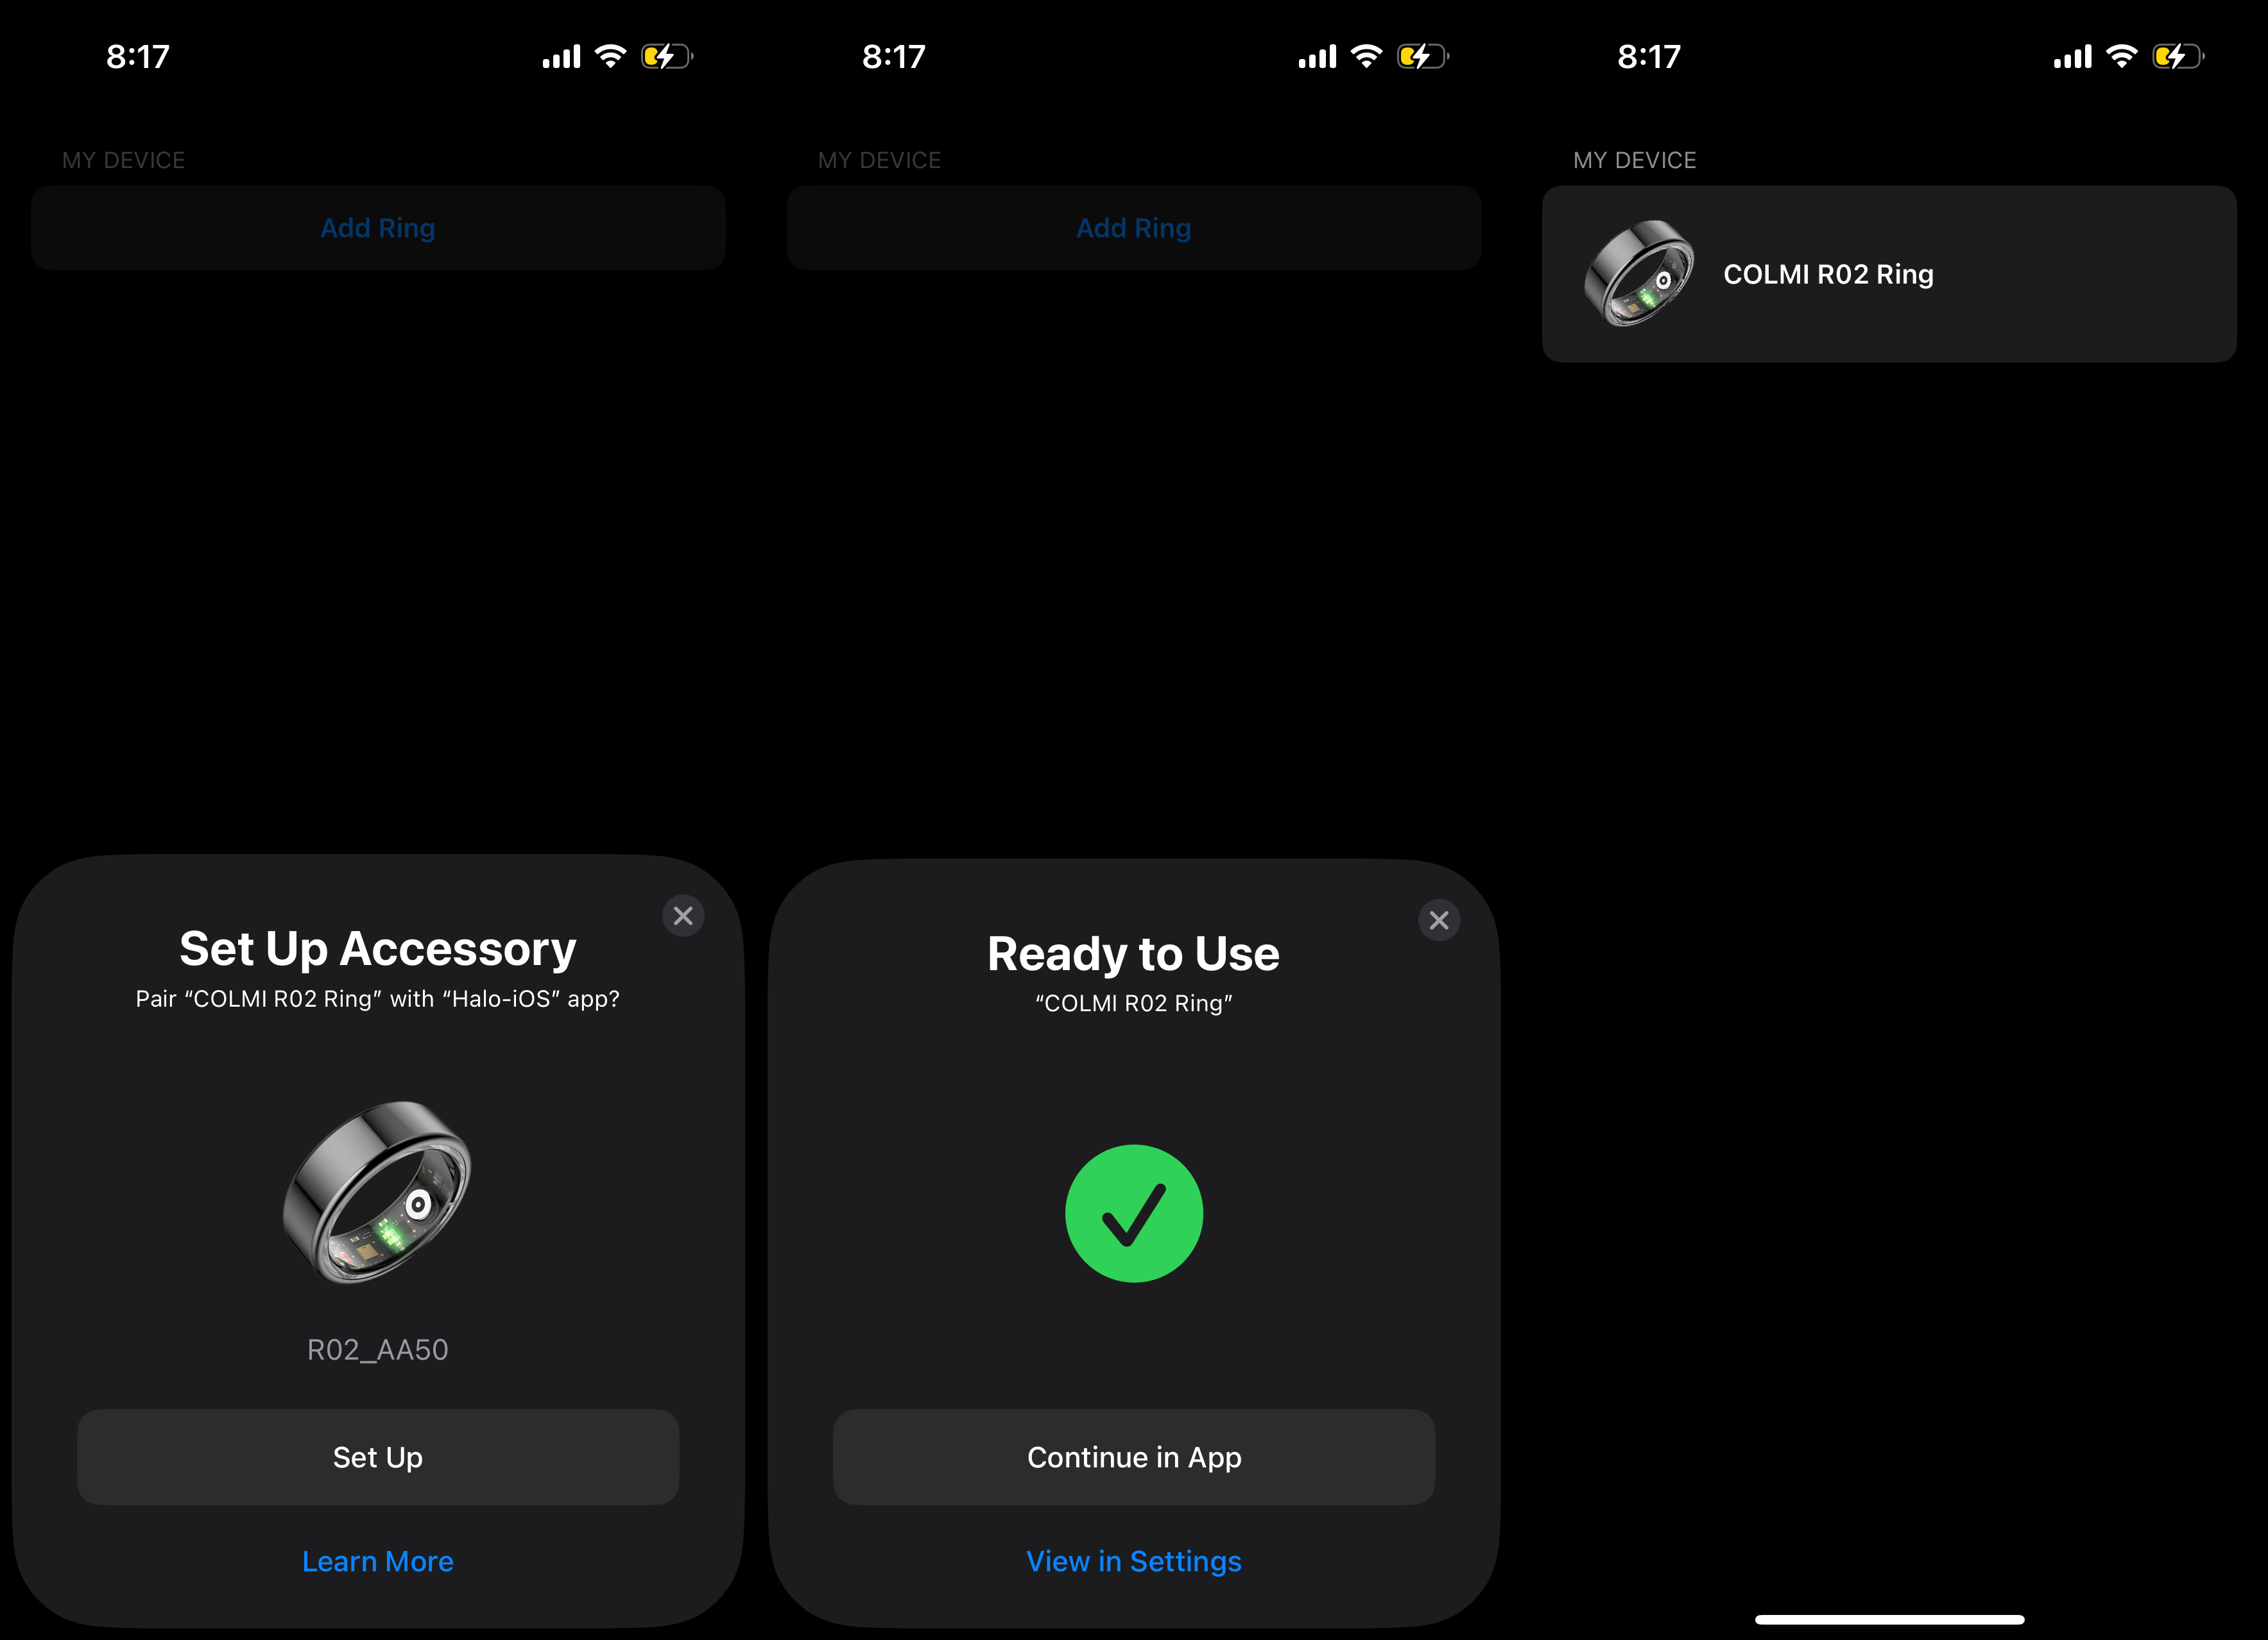 8:17
MY DEVICE
Add Ring
Set Up Accessory
Pair “COLMI R02 Ring” with “Halo-iOS” app?
R02_AA50
Set Up
Learn More
8:17
MY DEVICE
Add Ring
Ready to Use
“COLMI R02 Ring”
Continue in App
View in Settings
8:17
MY DEVICE
COLMI R02 Ring